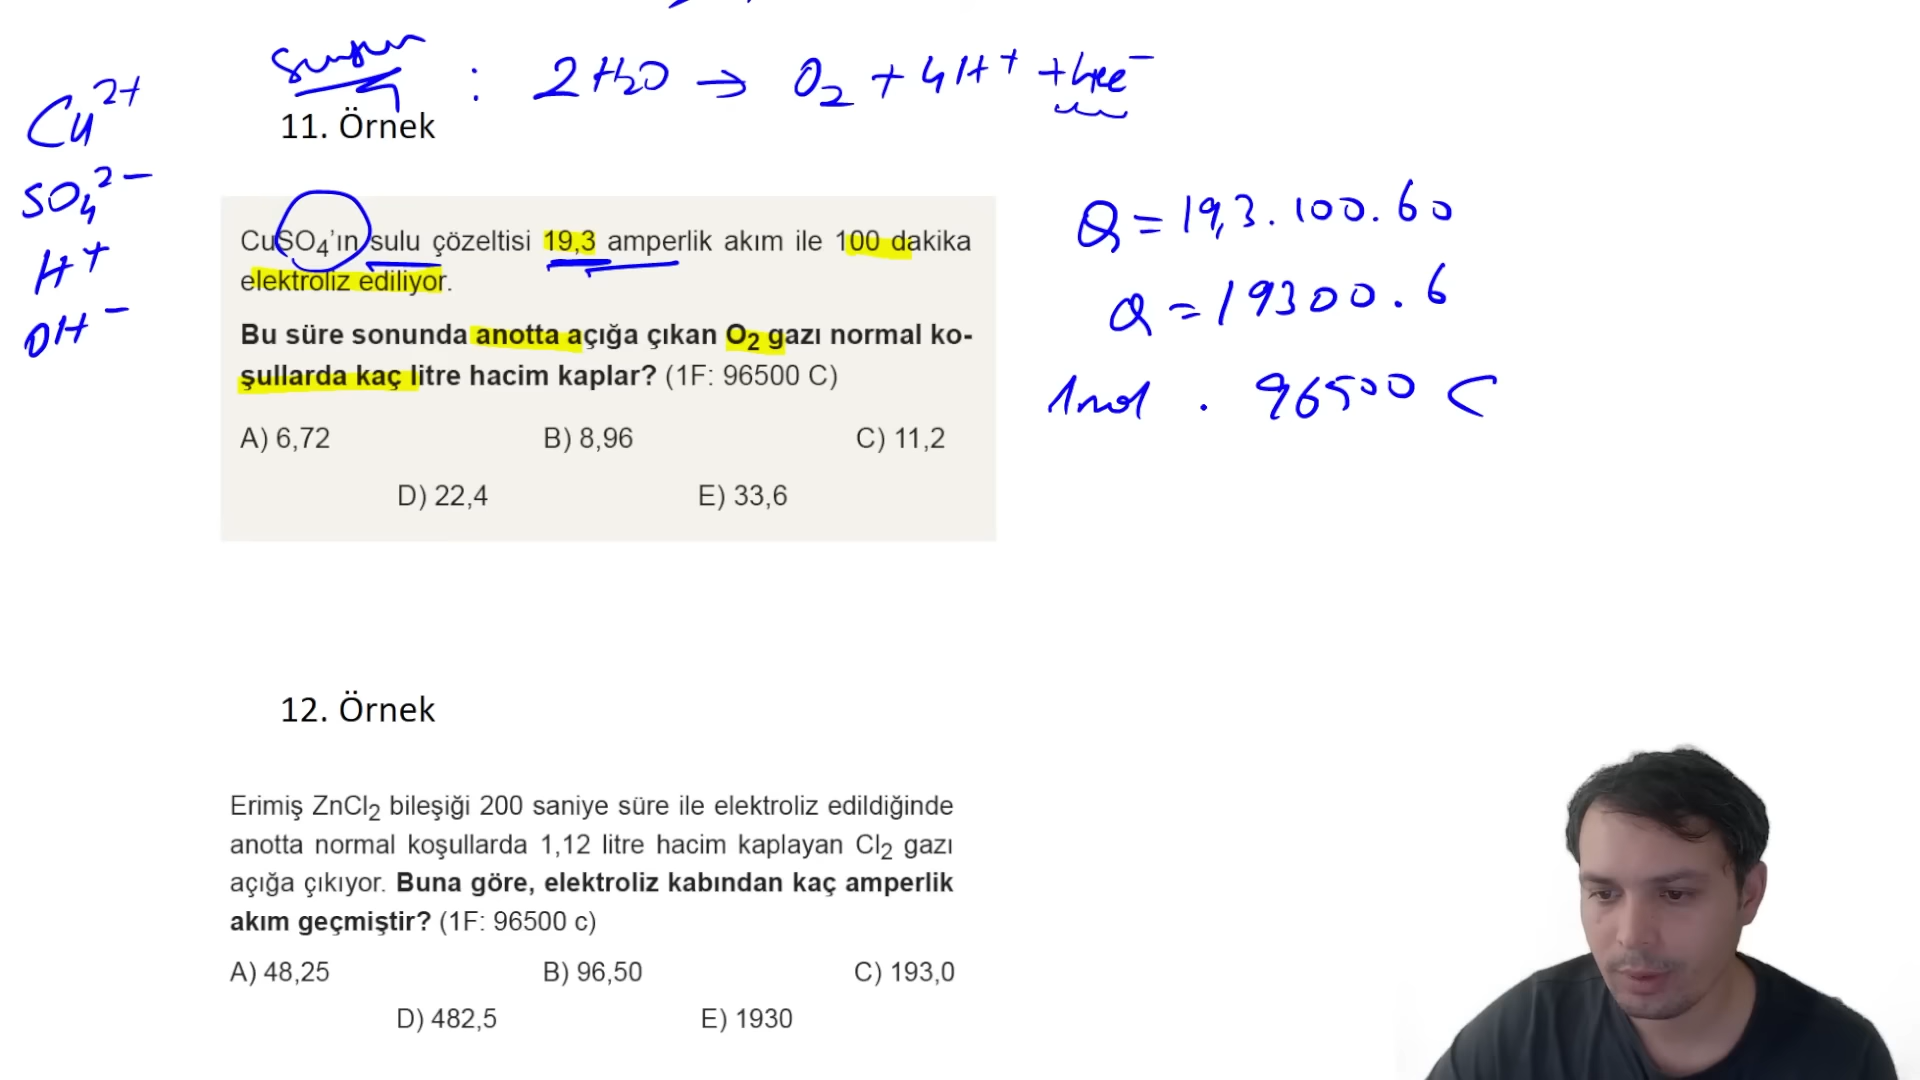 : 2H₂O → O₂ + 4H⁺ + 4e⁻
Cu²⁺
SO₄²⁻
H⁺
OH⁻
11. Örnek
CuSO₄'ın sulu çözeltisi 19,3 amperlik akım ile 100 dakika
elektroliz ediliyor.
Bu süre sonunda anotta açığa çıkan O₂ gazı normal ko-
şullarda kaç litre hacim kaplar? (1F: 96500 C)
A) 6,72 B) 8,96 C) 11,2
D) 22,4 E) 33,6
Q = 19,3 . 100 . 60
Q = 19300 . 6
1mol . 96500 C
12. Örnek
Erimiş ZnCl₂ bileşiği 200 saniye süre ile elektroliz edildiğinde
anotta normal koşullarda 1,12 litre hacim kaplayan Cl₂ gazı
açığa çıkıyor. Buna göre, elektroliz kabından kaç amperlik
akım geçmiştir? (1F: 96500 c)
A) 48,25 B) 96,50 C) 193,0
D) 482,5 E) 1930